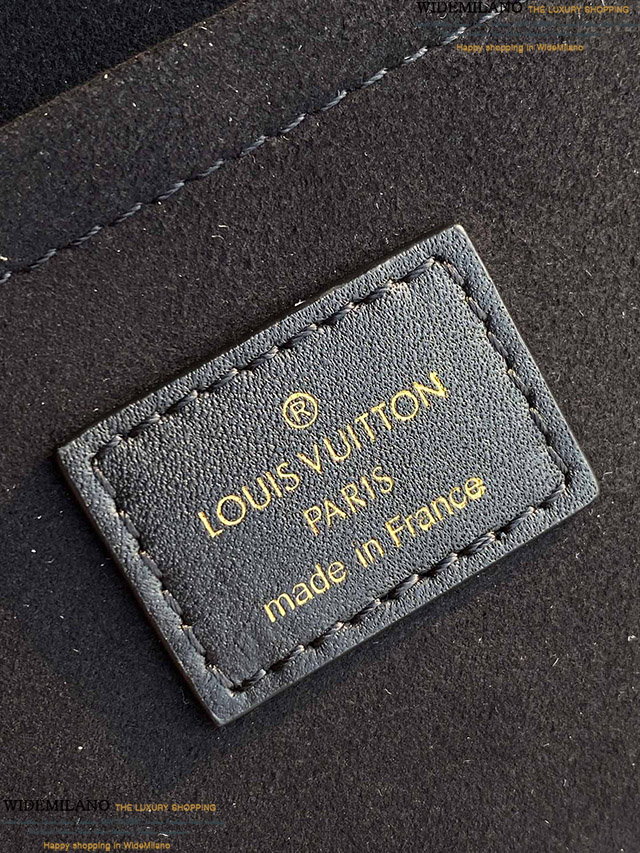 WIDEMILANO THE LUXURY SHOPPING
Happy shopping in WideMilano
®
LOUIS VUITTON
PARIS
made in France
WIDEMILANO THE LUXURY SHOPPING
Happy shopping in WideMilano